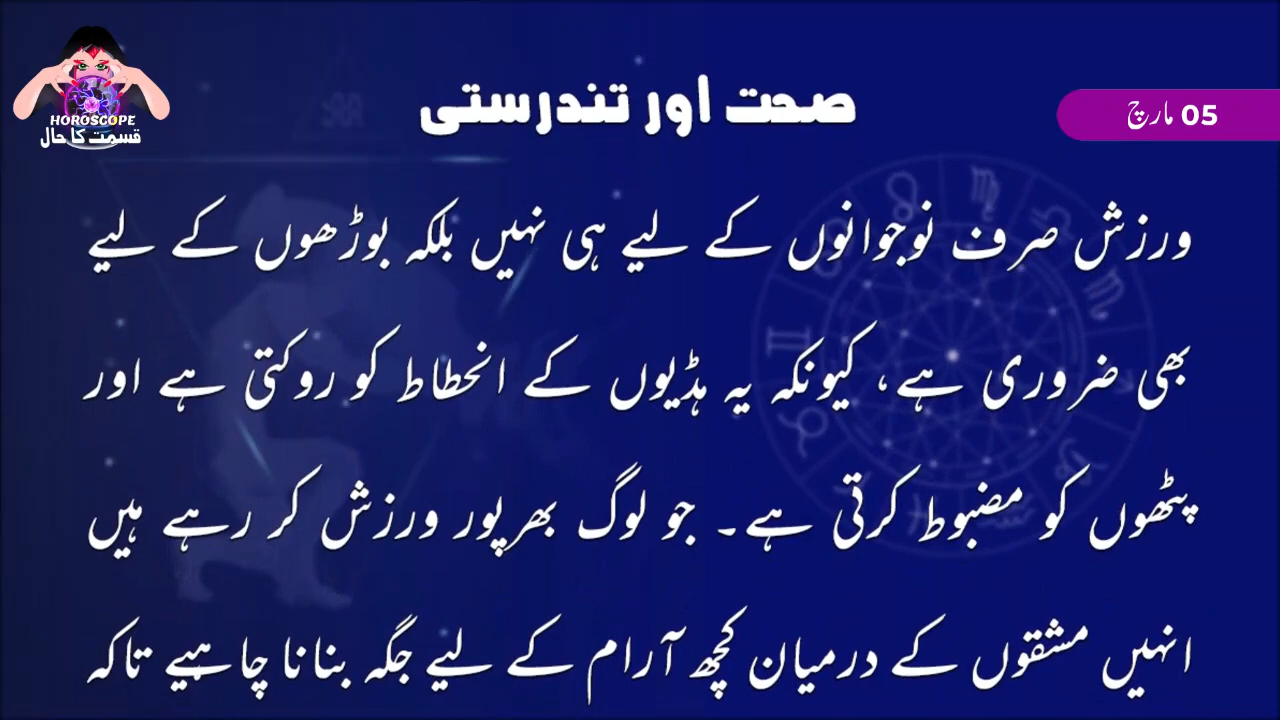 HOROSCOPE
قسمت کا حال
صحت اور تندرستی
05 مارچ
ورزش صرف نوجوانوں کے لیے ہی نہیں بلکہ بوڑھوں کے لیے
بھی ضروری ہے، کیونکہ یہ ہڈیوں کے انحطاط کو روکتی ہے اور
پٹھوں کو مضبوط کرتی ہے۔ جو لوگ بھرپور ورزش کر رہے ہیں
انہیں مشقوں کے درمیان کچھ آرام کے لیے جگہ بنانا چاہیے تاکہ